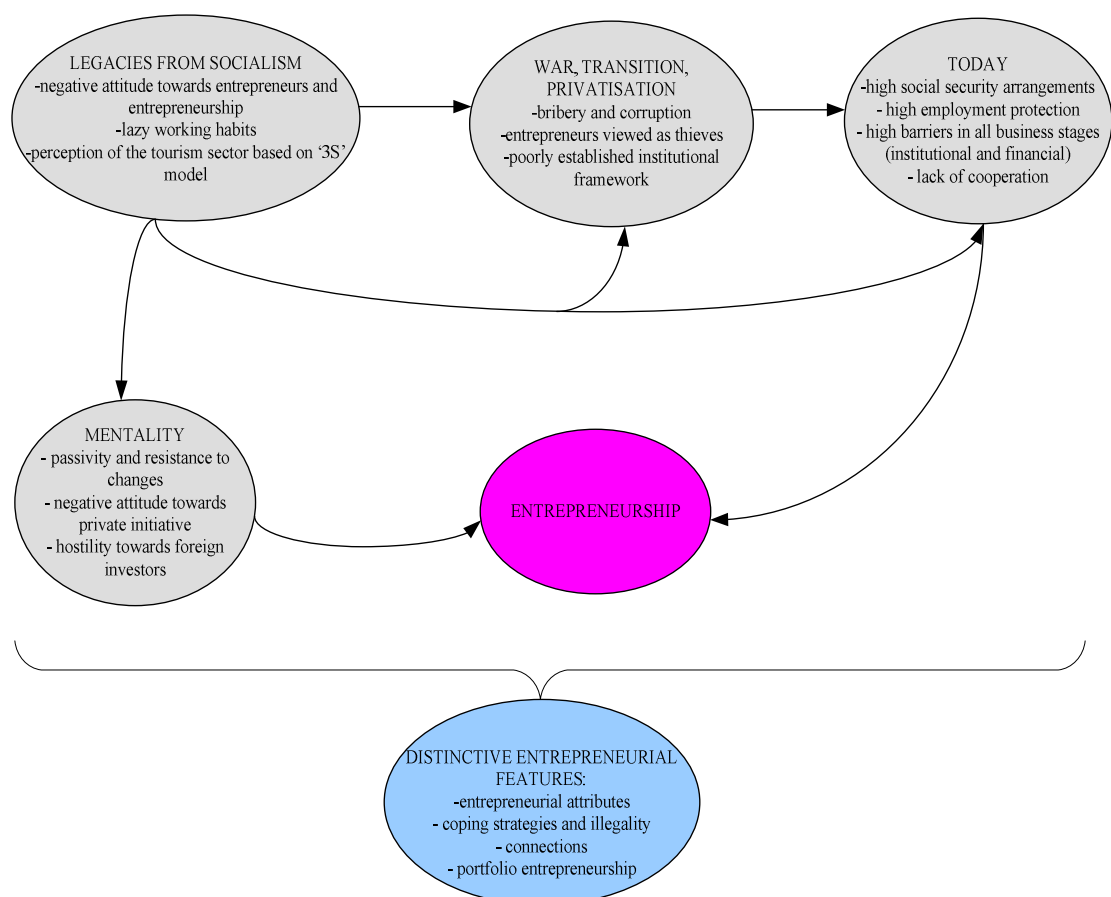 LEGACIES FROM SOCIALISM
-negative attitude towards entrepreneurs and
entrepreneurship
-lazy working habits
-perception of the tourism sector based on ‘3S’
model
WAR, TRANSITION,
PRIVATISATION
-bribery and corruption
-entrepreneurs viewed as thieves
-poorly established institutional
framework
TODAY
-high social security arrangements
- high employment protection
- high barriers in all business stages
(institutional and financial)
- lack of cooperation
MENTALITY
- passivity and resistance to
changes
- negative attitude towards
private initiative
- hostility towards foreign
investors
ENTREPRENEURSHIP
DISTINCTIVE ENTREPRENEURIAL
FEATURES:
-entrepreneurial attributes
- coping strategies and illegality
- connections
- portfolio entrepreneurship